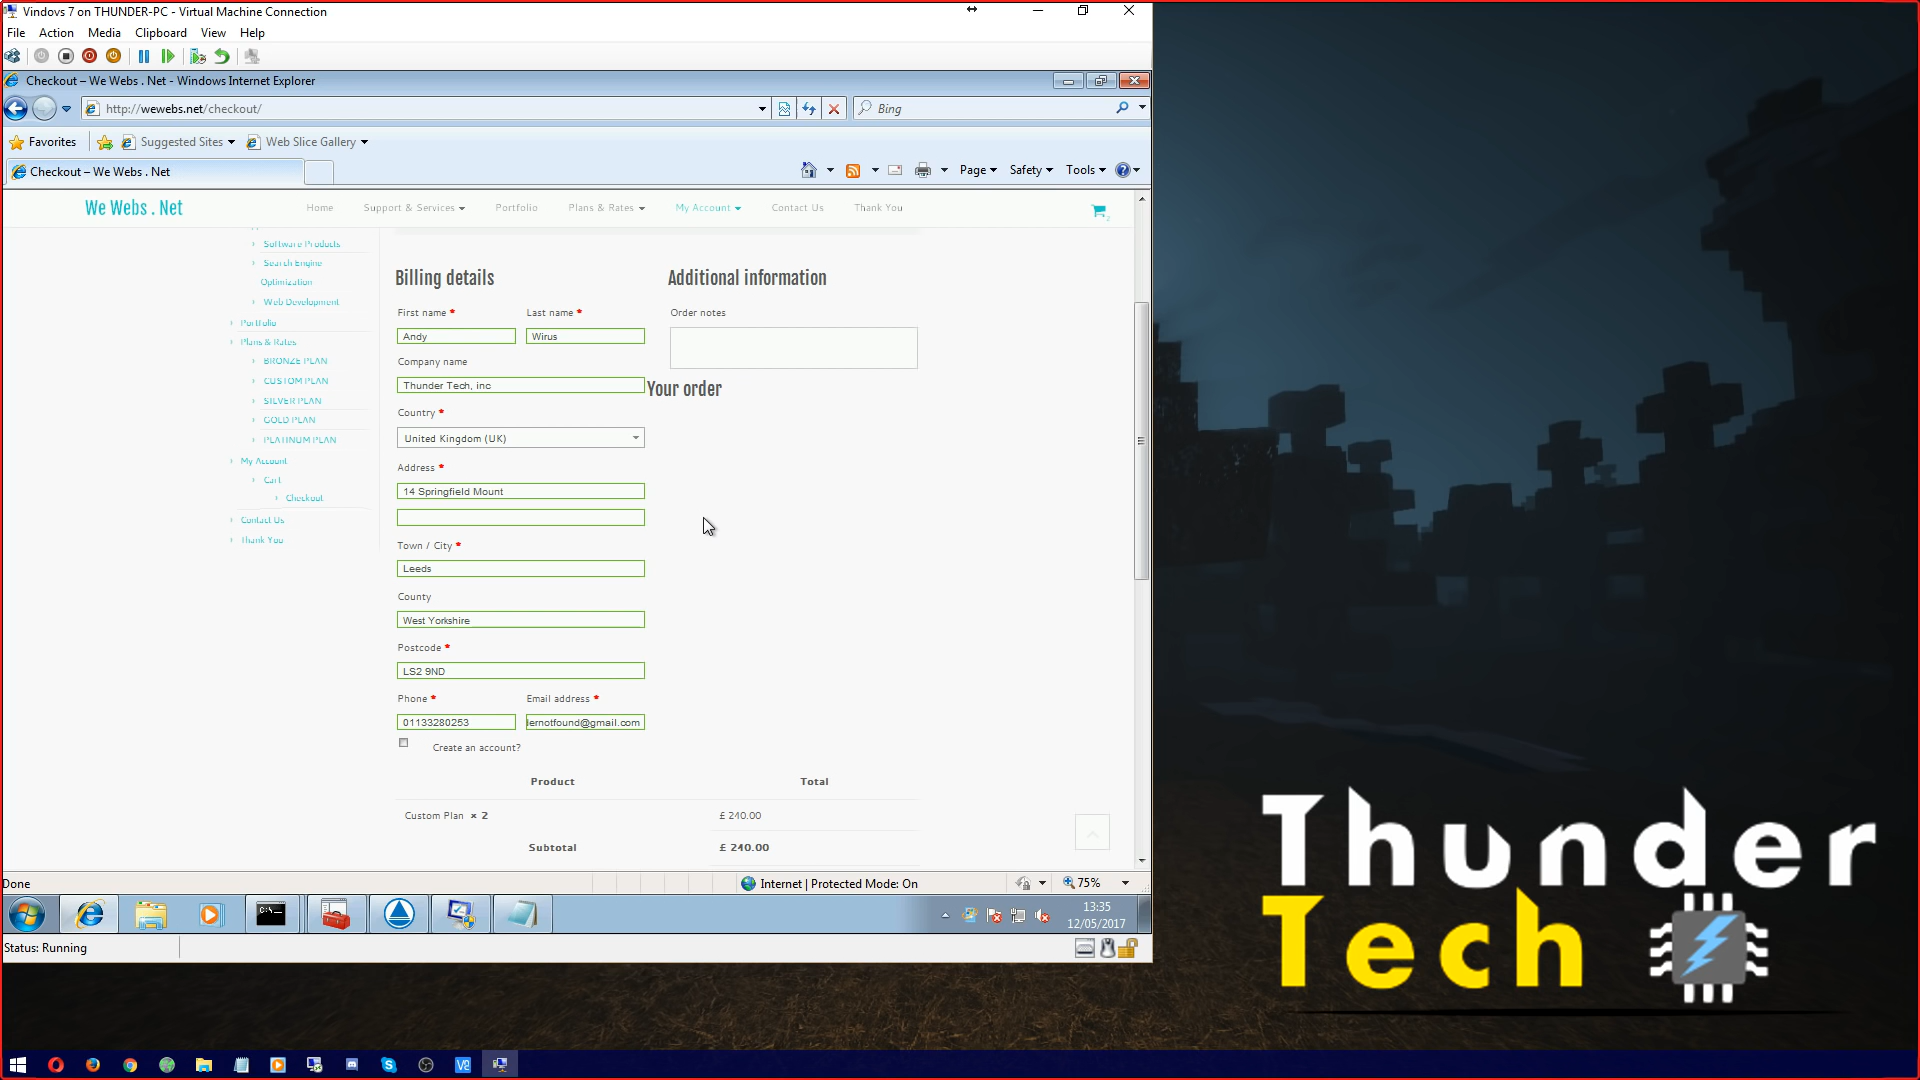 Vindovs 7 on THUNDER-PC - Virtual Machine Connection
File Action Media Clipboard View Help
Checkout – We Webs . Net - Windows Internet Explorer
http://wewebs.net/checkout/
Bing
Favorites Suggested Sites Web Slice Gallery
Checkout – We Webs . Net
Page Safety Tools
We Webs . Net
Home Support & Services Portfolio Plans & Rates My Account Contact Us Thank You
2
Software Products
Search Engine
Optimization
Web Development
Portfolio
Plans & Rates
BRONZE PLAN
CUSTOM PLAN
SILVER PLAN
GOLD PLAN
PLATINUM PLAN
My Account
Cart
Checkout
Contact Us
Thank You
Billing details
First name * Last name *
Andy Wirus
Company name
Thunder Tech, inc
Country *
United Kingdom (UK)
Address *
14 Springfield Mount
Town / City *
Leeds
County
West Yorkshire
Postcode *
LS2 9ND
Phone * Email address *
01133280253 lernotfound@gmail.com
Create an account?
Additional information
Order notes
Your order
Product Total
Custom Plan × 2 £ 240.00
Subtotal £ 240.00
Done Internet | Protected Mode: On 75%
C:\_
13:35
12/05/2017
Status: Running
Thunder
Tech